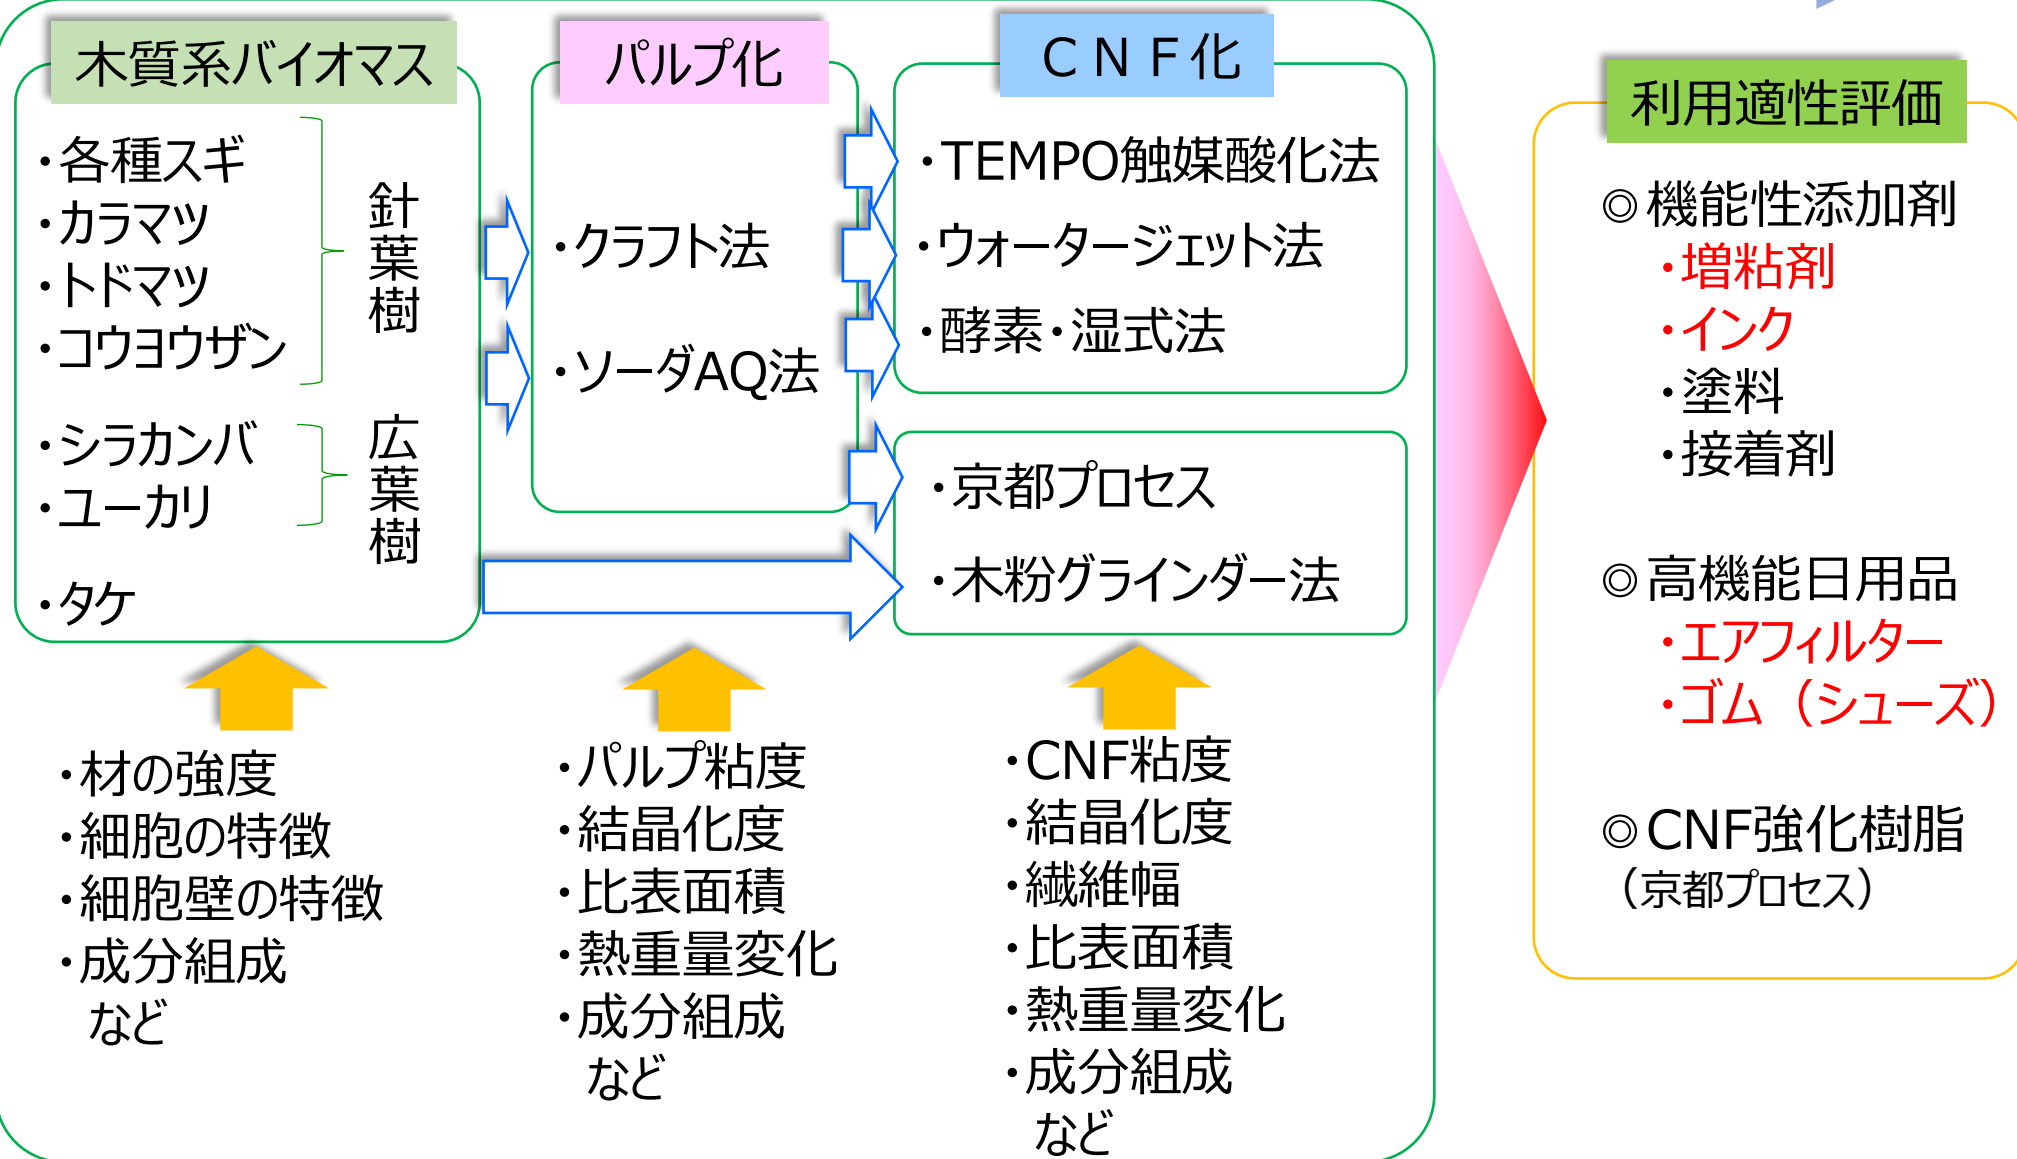 木質系バイオマス
・各種スギ
・カラマツ
・トドマツ
・コウヨウザン
針葉樹
・シラカンバ
・ユーカリ
広葉樹
・タケ
・材の強度
・細胞の特徴
・細胞壁の特徴
・成分組成
など
パルプ化
・クラフト法
・ソーダAQ法
・パルプ粘度
・結晶化度
・比表面積
・熱重量変化
・成分組成
など
ＣＮＦ化
・TEMPO触媒酸化法
・ウォータージェット法
・酵素・湿式法
・京都プロセス
・木粉グラインダー法
・CNF粘度
・結晶化度
・繊維幅
・比表面積
・熱重量変化
・成分組成
など
利用適性評価
◎機能性添加剤
・増粘剤
・インク
・塗料
・接着剤
◎高機能日用品
・エアフィルター
・ゴム（シューズ）
◎CNF強化樹脂
（京都プロセス）